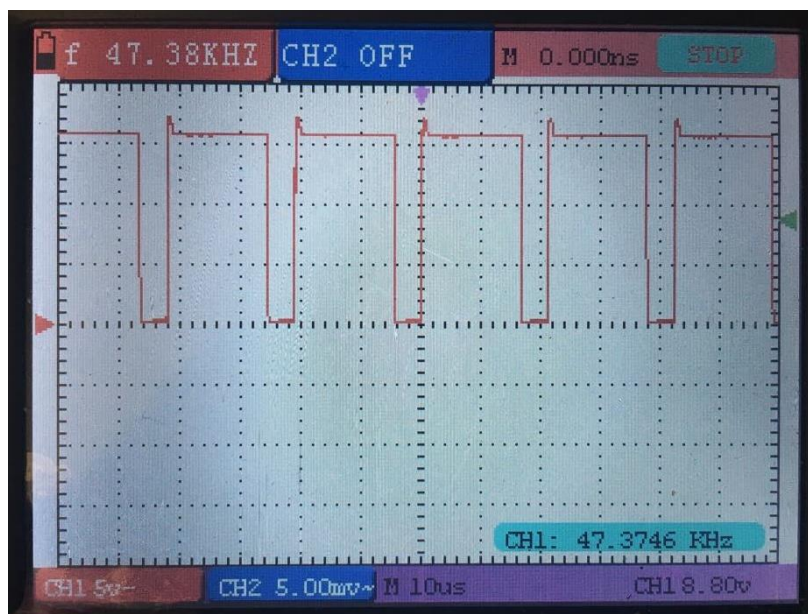 f 47.38KHZ CH2 OFF M 0.000ns STOP
CH1: 47.3746 KHz
CH1 5v- CH2 5.00mv~ M 10us CH1 8.80v